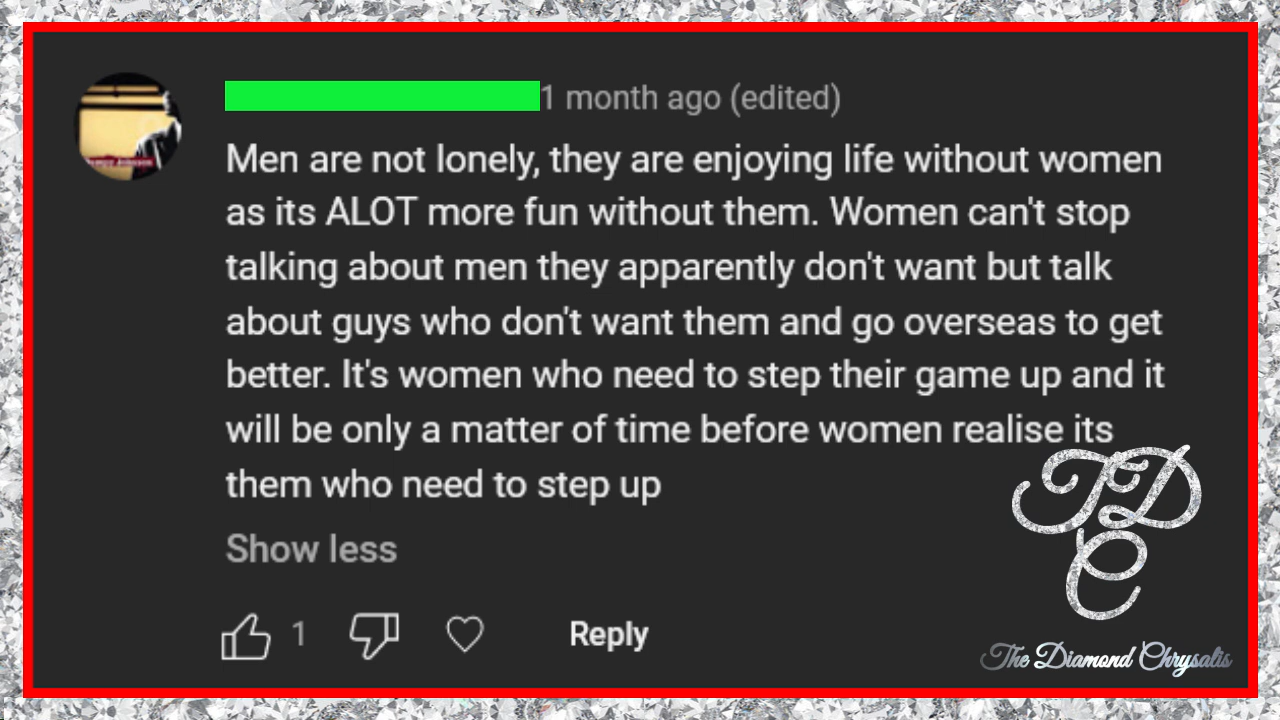 1 month ago (edited)
Men are not lonely, they are enjoying life without women
as its ALOT more fun without them. Women can't stop
talking about men they apparently don't want but talk
about guys who don't want them and go overseas to get
better. It's women who need to step their game up and it
will be only a matter of time before women realise its
them who need to step up
Show less
1
Reply
TDC
The Diamond Chrysalis